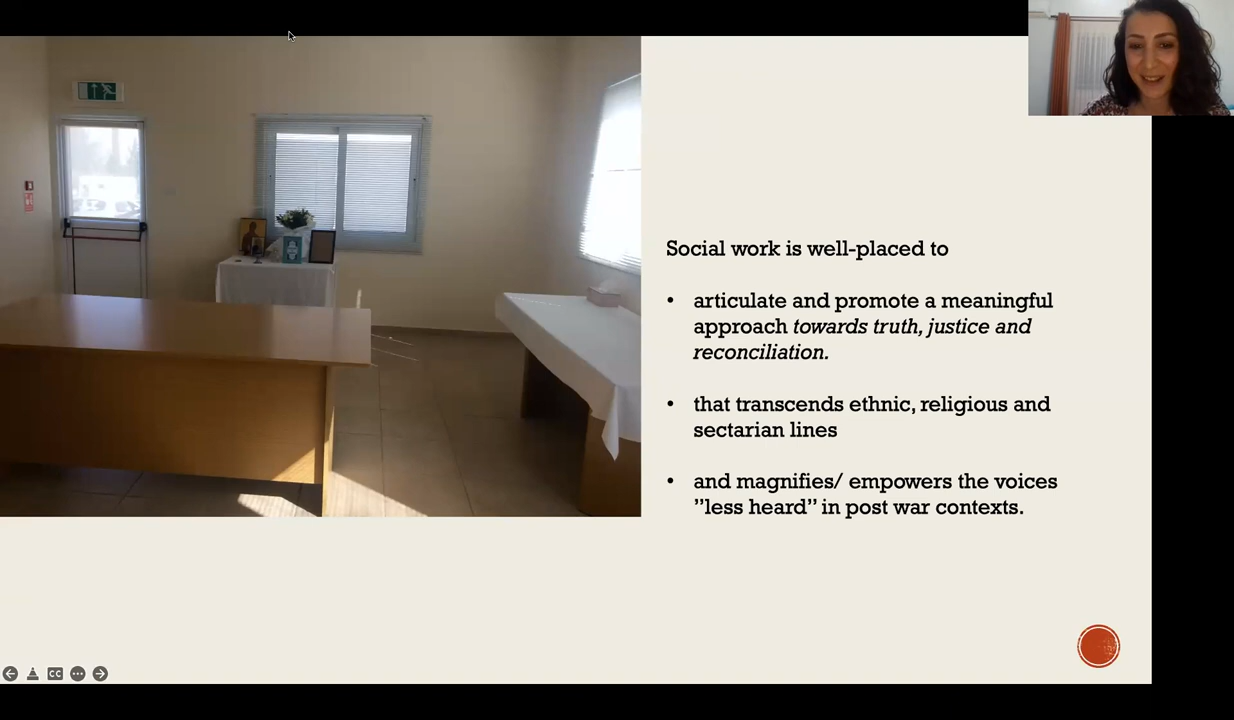 Social work is well-placed to
• articulate and promote a meaningful
approach towards truth, justice and
reconciliation.
• that transcends ethnic, religious and
sectarian lines
• and magnifies/ empowers the voices
”less heard” in post war contexts.
CC